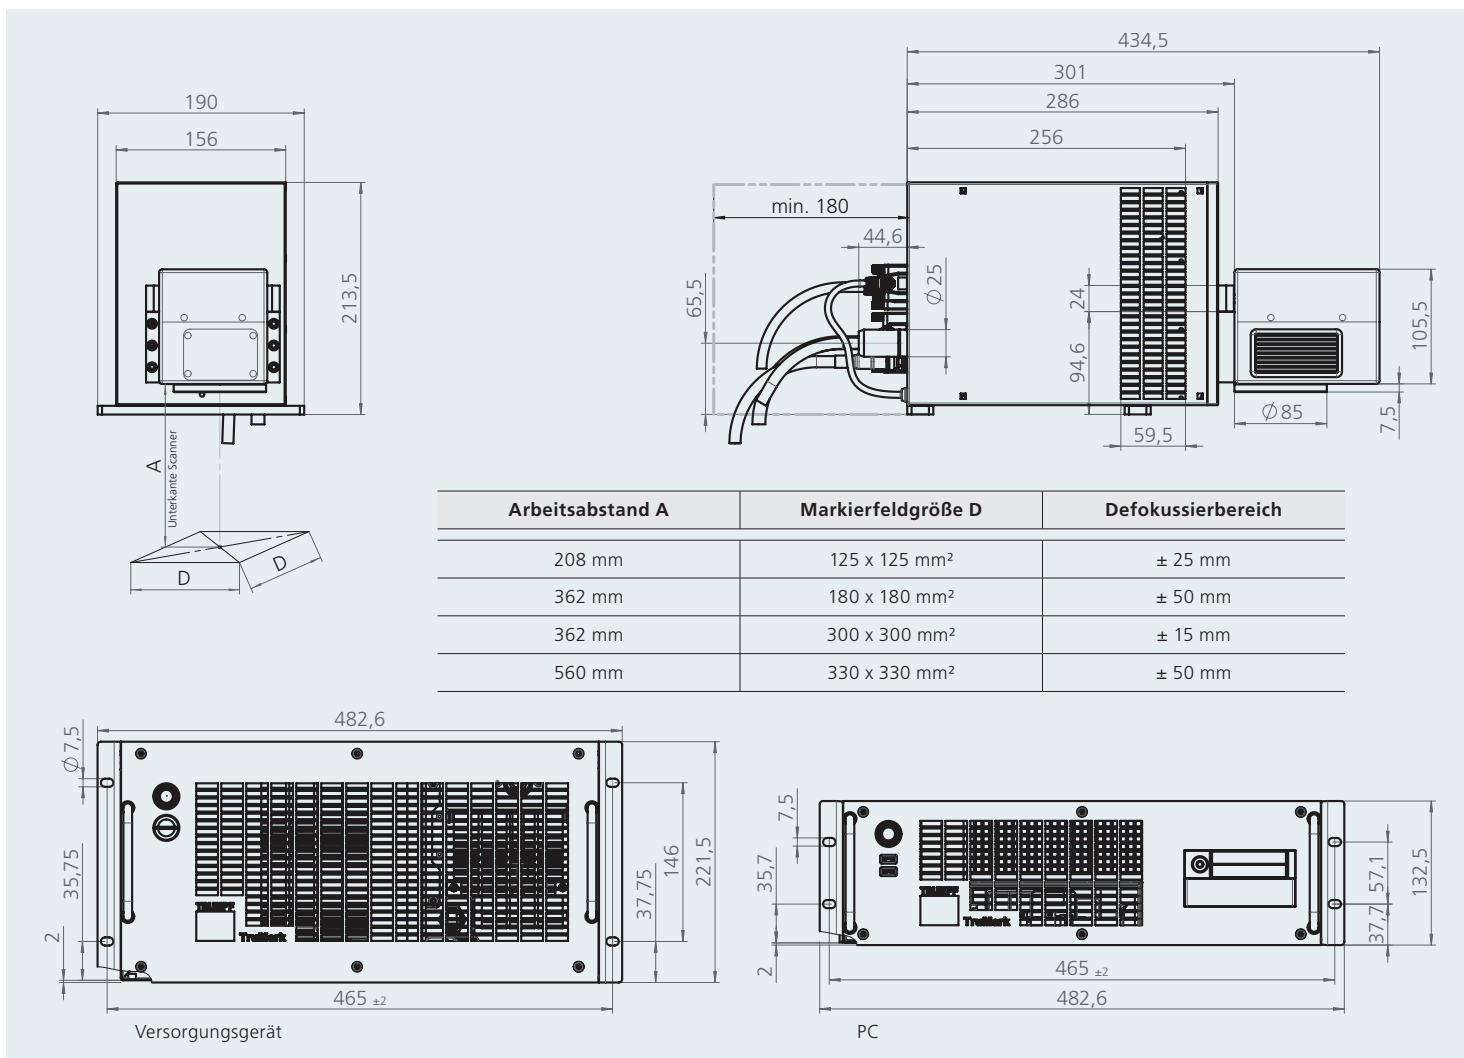 434,5
301
286
256
190
156
213,5
min. 180
44,6
65,5
Ø 25
24
94,6
105,5
7,5
Ø 85
59,5
A
Unterkante Scanner
D
D
Arbeitsabstand A Markierfeldgröße D Defokussierbereich
208 mm 125 x 125 mm² ± 25 mm
362 mm 180 x 180 mm² ± 50 mm
362 mm 300 x 300 mm² ± 15 mm
560 mm 330 x 330 mm² ± 50 mm
482,6
Ø 7,5
35,75
2
146
221,5
37,75
TRUMPF
TruMark
465 ±2
Versorgungsgerät
7,5
35,7
2
57,1
132,5
37,7
TRUMPF
TruMark
465 ±2
482,6
PC